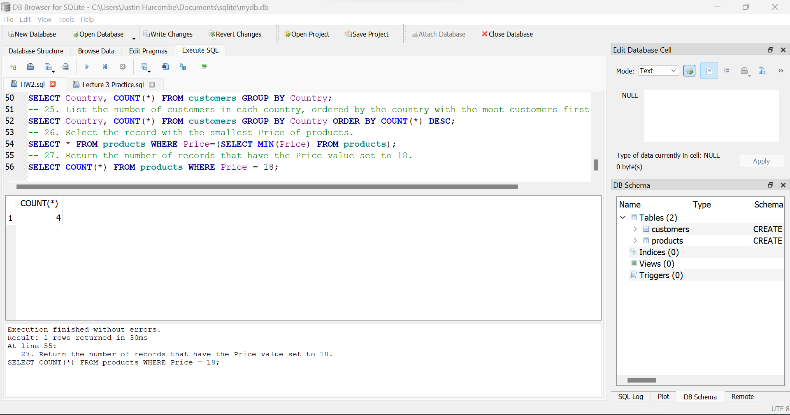 DB Browser for SQLite - C:\Users\Justin Hurcombe\Documents\sqlite\mydb.db
File Edit View Tools Help
New Database Open Database Write Changes Revert Changes Open Project Save Project Attach Database Close Database
Database Structure Browse Data Edit Pragmas Execute SQL
HW2.sql Lecture 3 Practice.sql
50 SELECT Country, COUNT(*) FROM customers GROUP BY Country;
51 -- 25. List the number of customers in each country, ordered by the country with the most customers first
52 SELECT Country, COUNT(*) FROM customers GROUP BY Country ORDER BY COUNT(*) DESC;
53 -- 26. Select the record with the smallest Price of products.
54 SELECT * FROM products WHERE Price=(SELECT MIN(Price) FROM products);
55 -- 27. Return the number of records that have the Price value set to 18.
56 SELECT COUNT(*) FROM products WHERE Price = 18;
COUNT(*)
1 4
Execution finished without errors.
Result: 1 rows returned in 30ms
At line 55:
-- 27. Return the number of records that have the Price value set to 18.
SELECT COUNT(*) FROM products WHERE Price = 18;
Edit Database Cell
Mode: Text
NULL
Type of data currently in cell: NULL
0 byte(s)
Apply
DB Schema
Name Type Schema
Tables (2)
customers CREATE
products CREATE
Indices (0)
Views (0)
Triggers (0)
SQL Log Plot DB Schema Remote
UTF-8